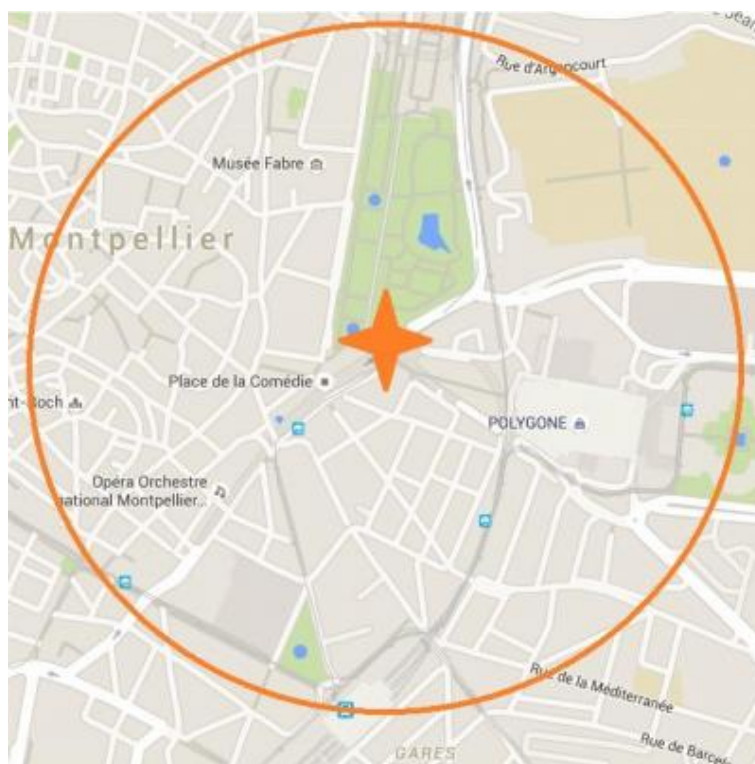 Rue d'Argencourt
Musée Fabre
Montpellier
Place de la Comédie
nt-Roch
POLYGONE
Opéra Orchestre
national Montpellier...
Rue de la Méditerranée
GARES
Rue de Barcel